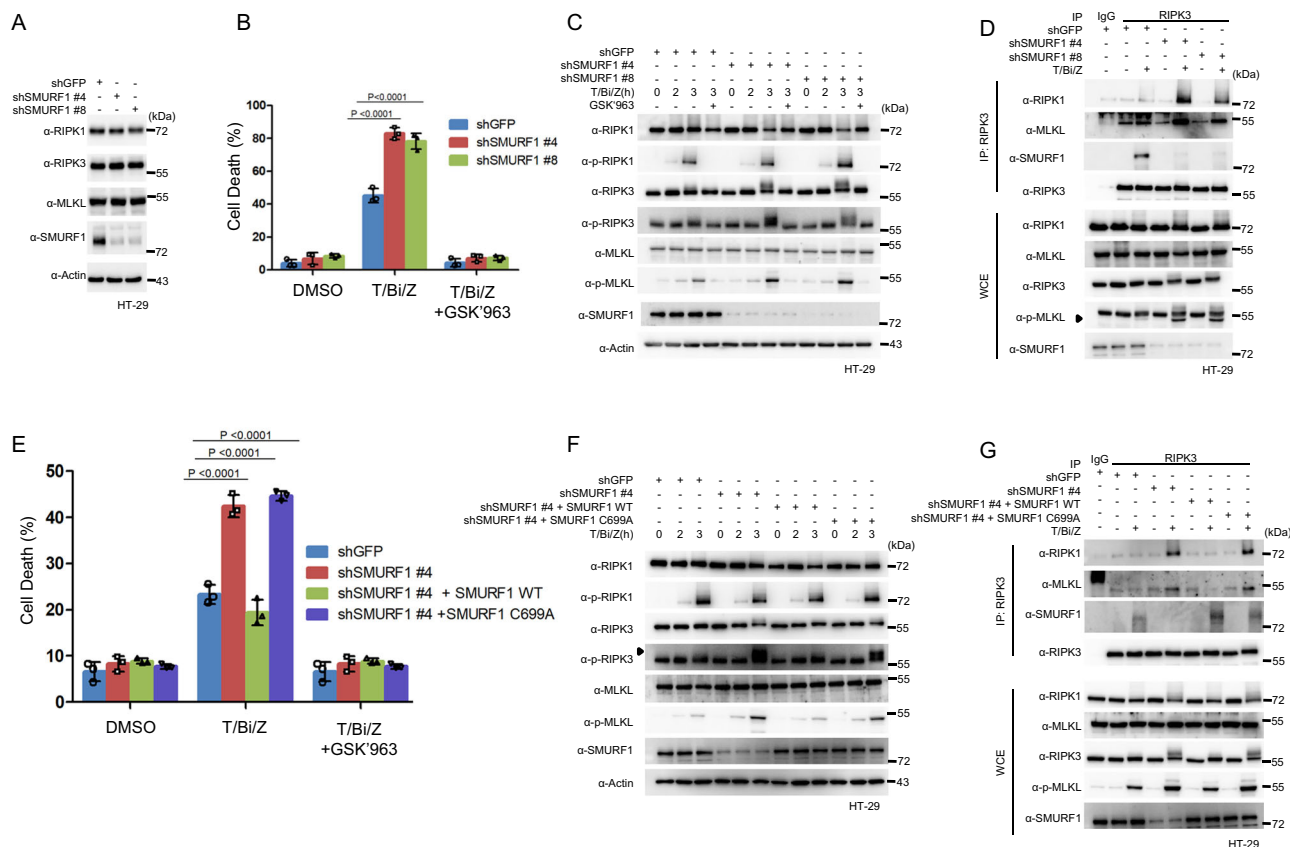 A
shGFP + - -
shSMURF1 #4 - + -
shSMURF1 #8 - - +
(kDa)
α-RIPK1 72
α-RIPK3
55
α-MLKL 55
α-SMURF1
72
α-Actin 43
HT-29
B
Cell Death (%)
100
80
60
40
20
0
P<0.0001
P <0.0001
shGFP
shSMURF1 #4
shSMURF1 #8
DMSO
T/Bi/Z
T/Bi/Z
+GSK'963
C
shGFP + + + + - - - - - - - -
shSMURF1 #4 - - - - + + + + - - - -
shSMURF1 #8 - - - - - - - - + + + +
T/Bi/Z(h) 0 2 3 3 0 2 3 3 0 2 3 3
GSK'963 - - - + - - - + - - - +
(kDa)
α-RIPK1 72
α-p-RIPK1
72
α-RIPK3
55
α-p-RIPK3
55
α-MLKL 55
α-p-MLKL 55
α-SMURF1
72
α-Actin 43
HT-29
D
IP IgG RIPK3
shGFP + + + - - - -
shSMURF1 #4 - - - + + - -
shSMURF1 #8 - - - - - + +
T/Bi/Z - - + - + - +
(kDa)
IP: RIPK3
α-RIPK1
72
α-MLKL 55
α-SMURF1
72
α-RIPK3
55
WCE
α-RIPK1 72
α-MLKL
55
α-RIPK3
55
α-p-MLKL 55
α-SMURF1
72
E
Cell Death (%)
50
40
30
20
10
0
P <0.0001
P <0.0001
P <0.0001
shGFP
shSMURF1 #4
shSMURF1 #4 + SMURF1 WT
shSMURF1 #4 +SMURF1 C699A
DMSO
T/Bi/Z
T/Bi/Z
+GSK'963
F
shGFP + + + - - - - - - - - -
shSMURF1 #4 - - - + + + - - - - - -
shSMURF1 #4 + SMURF1 WT - - - - - - + + + - - -
shSMURF1 #4 + SMURF1 C699A - - - - - - - - - + + +
T/Bi/Z(h) 0 2 3 0 2 3 0 2 3 0 2 3
(kDa)
α-RIPK1 72
α-p-RIPK1 72
α-RIPK3 55
α-p-RIPK3
55
α-MLKL 55
α-p-MLKL 55
α-SMURF1
72
α-Actin 43
HT-29
G
IP IgG RIPK3
shGFP + + + - - - - - -
shSMURF1 #4 - - - + + - - - -
shSMURF1 #4 + SMURF1 WT - - - - - + + - -
shSMURF1 #4 + SMURF1 C699A - - - - - - - + +
T/Bi/Z - - + - + - + - +
(kDa)
IP: RIPK3
α-RIPK1 72
α-MLKL 55
α-SMURF1
72
α-RIPK3 55
WCE
α-RIPK1 72
α-MLKL 55
α-RIPK3 55
α-p-MLKL 55
α-SMURF1 72
HT-29